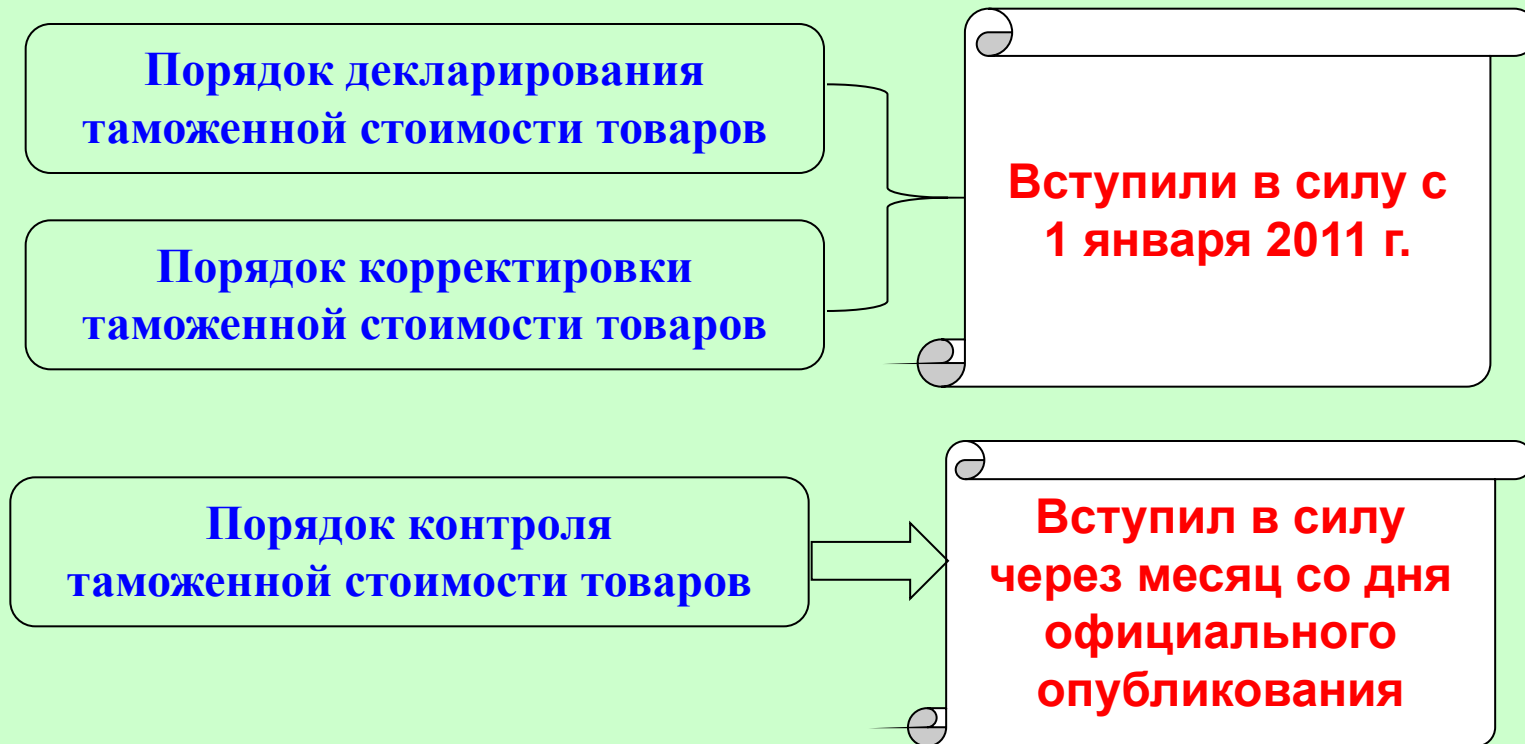 Порядок декларирования
таможенной стоимости товаров
Порядок корректировки
таможенной стоимости товаров
Вступили в силу с
1 января 2011 г.
Порядок контроля
таможенной стоимости товаров
Вступил в силу
через месяц со дня
официального
опубликования